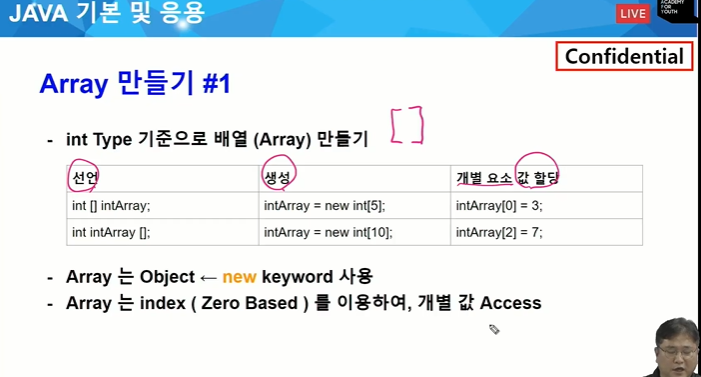 JAVA 기본 및 응용
LIVE
ACADEMY
FOR
YOUTH
Confidential
Array 만들기 #1
- int Type 기준으로 배열 (Array) 만들기 [ ]
선언 생성 개별 요소 값 할당
int [] intArray; intArray = new int[5]; intArray[0] = 3;
int intArray []; intArray = new int[10]; intArray[2] = 7;
- Array 는 Object ← new keyword 사용
- Array 는 index ( Zero Based ) 를 이용하여, 개별 값 Access